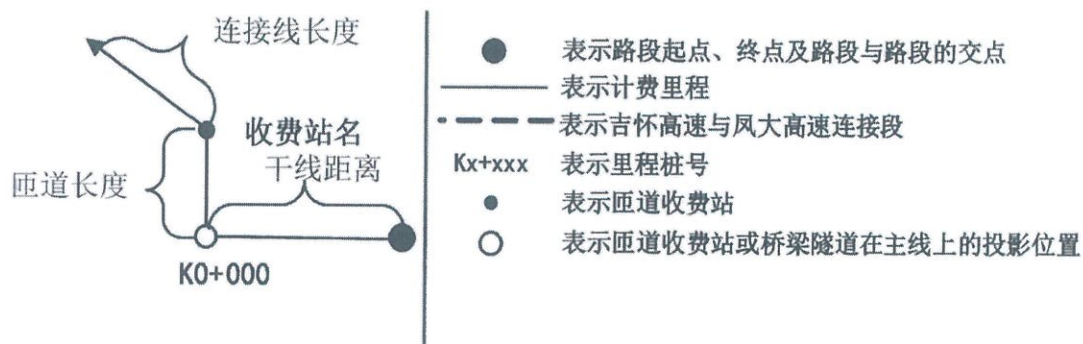 连接线长度
收费站名
干线距离
匝道长度
K0+000
表示路段起点、终点及路段与路段的交点
表示计费里程
表示吉怀高速与凤大高速连接段
Kx+xxx 表示里程桩号
表示匝道收费站
表示匝道收费站或桥梁隧道在主线上的投影位置